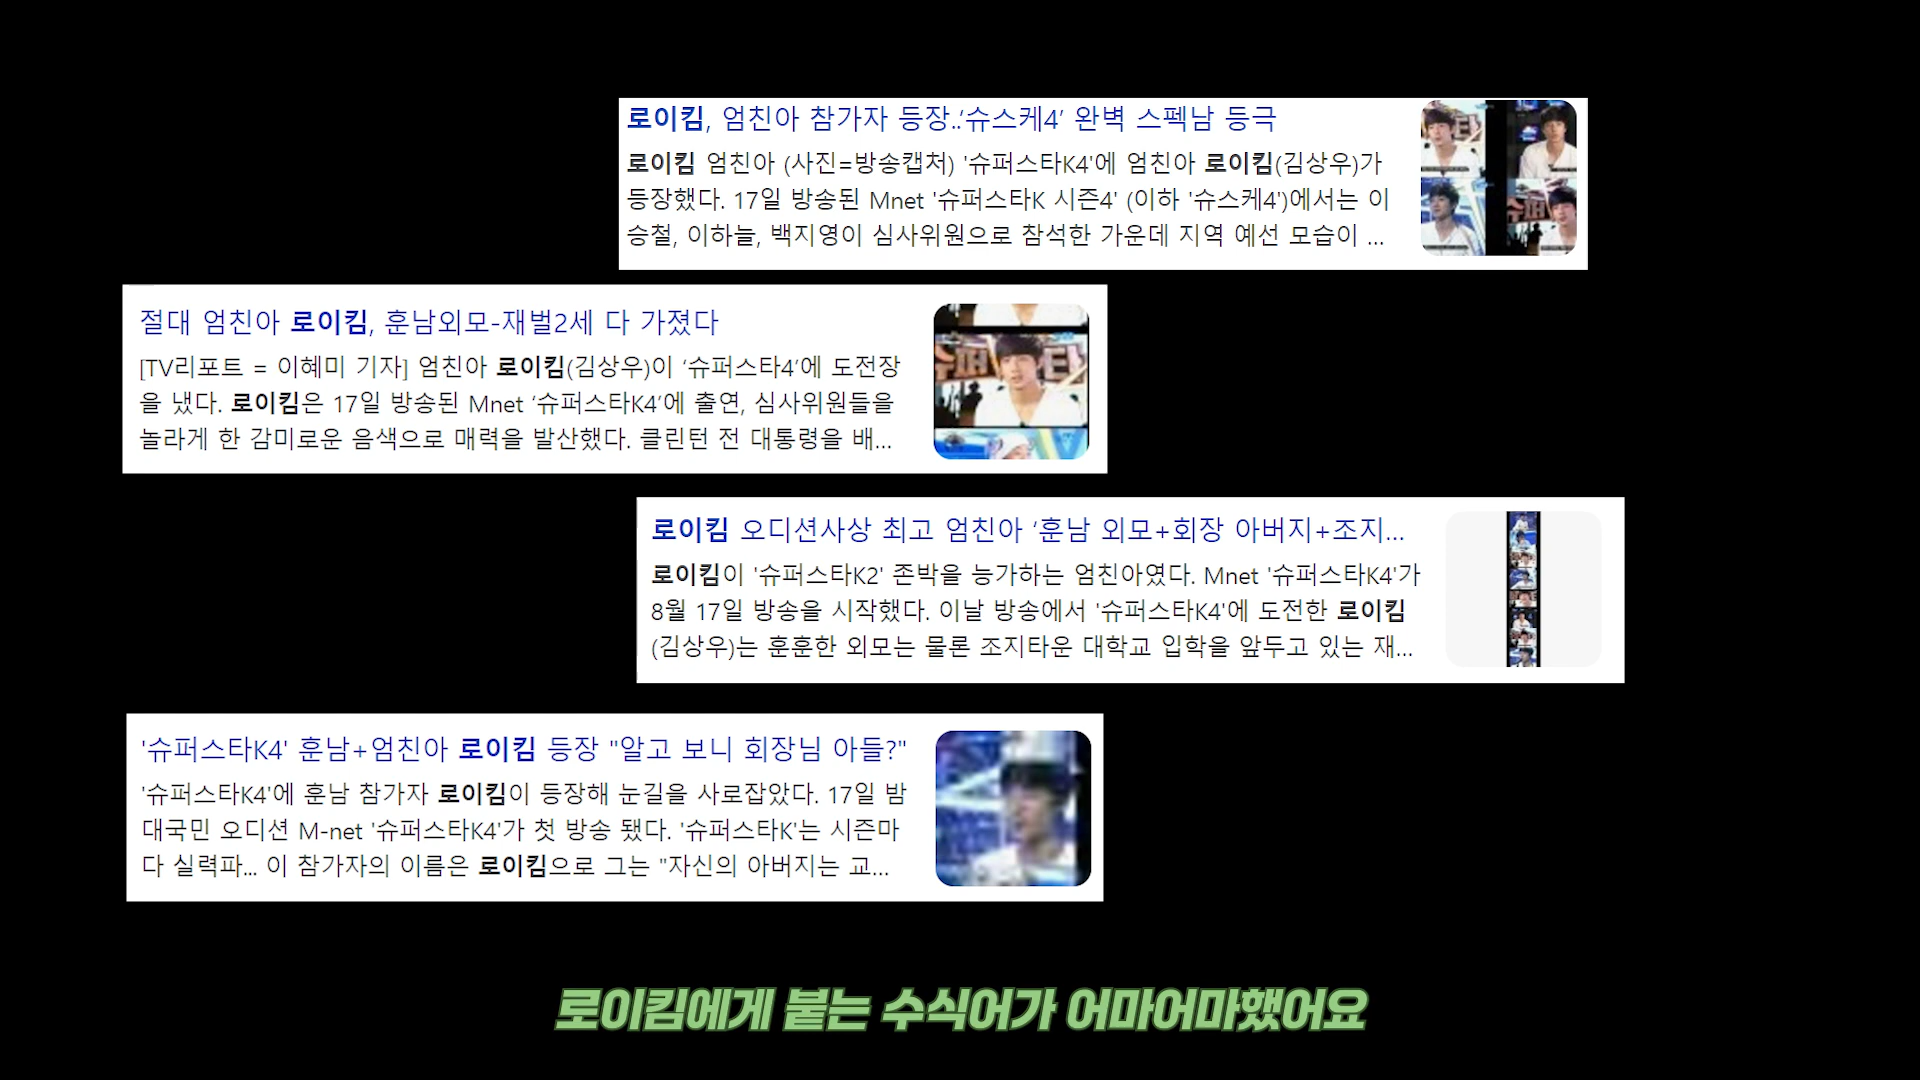 로이킴, 엄친아 참가자 등장..‘슈스케4’ 완벽 스펙남 등극
로이킴 엄친아 (사진=방송캡처) '슈퍼스타K4'에 엄친아 로이킴(김상우)가
등장했다. 17일 방송된 Mnet '슈퍼스타K 시즌4' (이하 '슈스케4')에서는 이
승철, 이하늘, 백지영이 심사위원으로 참석한 가운데 지역 예선 모습이 ...
절대 엄친아 로이킴, 훈남외모-재벌2세 다 가졌다
[TV리포트 = 이혜미 기자] 엄친아 로이킴(김상우)이 ‘슈퍼스타4’에 도전장
을 냈다. 로이킴은 17일 방송된 Mnet ‘슈퍼스타K4’에 출연, 심사위원들을
놀라게 한 감미로운 음색으로 매력을 발산했다. 클린턴 전 대통령을 배...
로이킴 오디션사상 최고 엄친아 ‘훈남 외모+회장 아버지+조지...
로이킴이 '슈퍼스타K2' 존박을 능가하는 엄친아였다. Mnet '슈퍼스타K4'가
8월 17일 방송을 시작했다. 이날 방송에서 '슈퍼스타K4'에 도전한 로이킴
(김상우)는 훈훈한 외모는 물론 조지타운 대학교 입학을 앞두고 있는 재...
'슈퍼스타K4' 훈남+엄친아 로이킴 등장 "알고 보니 회장님 아들?"
'슈퍼스타K4'에 훈남 참가자 로이킴이 등장해 눈길을 사로잡았다. 17일 밤
대국민 오디션 M-net '슈퍼스타K4'가 첫 방송 됐다. '슈퍼스타K'는 시즌마
다 실력파... 이 참가자의 이름은 로이킴으로 그는 "자신의 아버지는 교...
로이킴에게 붙는 수식어가 어마어마했어요